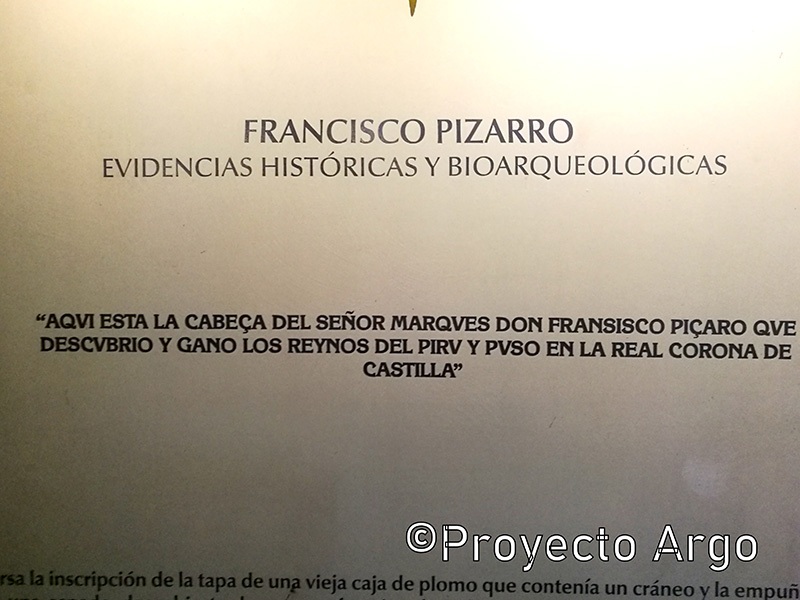 FRANCISCO PIZARRO
EVIDENCIAS HISTÓRICAS Y BIOARQUEOLÓGICAS
“AQVI ESTA LA CABEÇA DEL SEÑOR MARQVES DON FRANSISCO PIÇARO QVE
DESCVBRIO Y GANO LOS REYNOS DEL PIRV Y PVSO EN LA REAL CORONA DE
CASTILLA”
©Proyecto Argo
la inscripción de la tapa de una vieja caja de plomo que contenía un cráneo y la